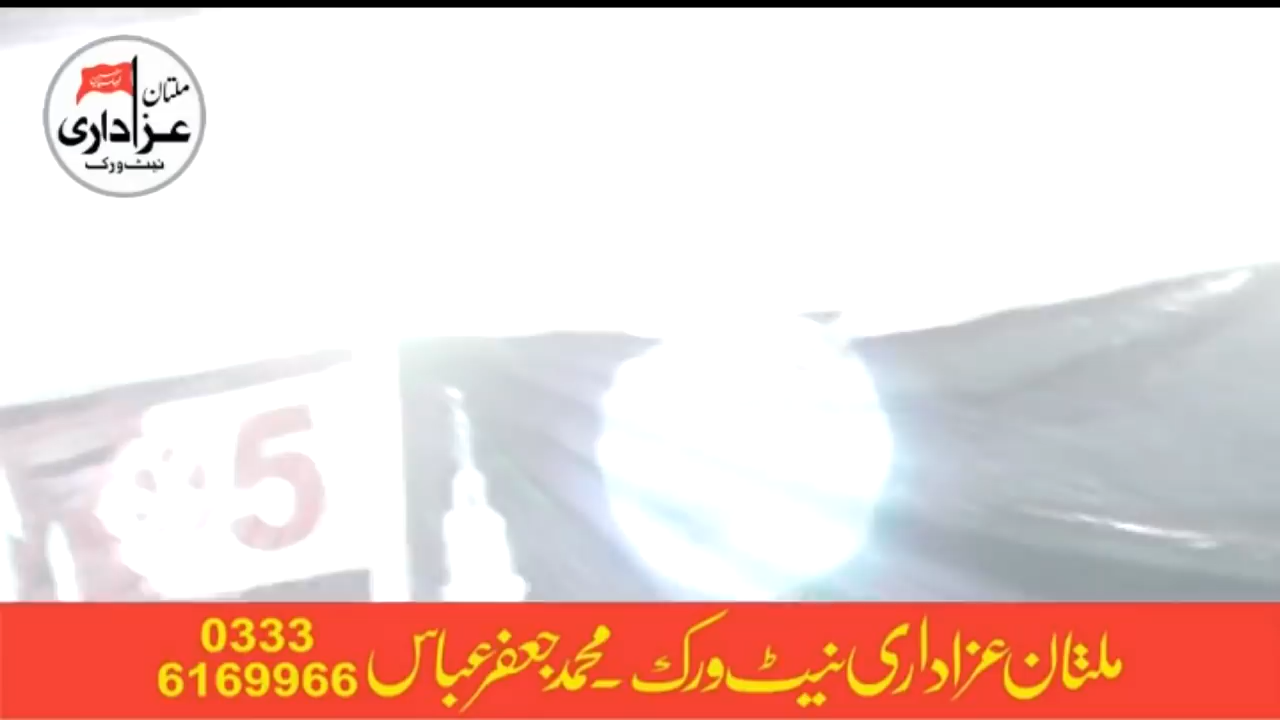 ملتان
عزاداری
نیٹ ورک
5
ملتان عزاداری نیٹ ورک ۔ محمد جعفر عباس
0333
6169966